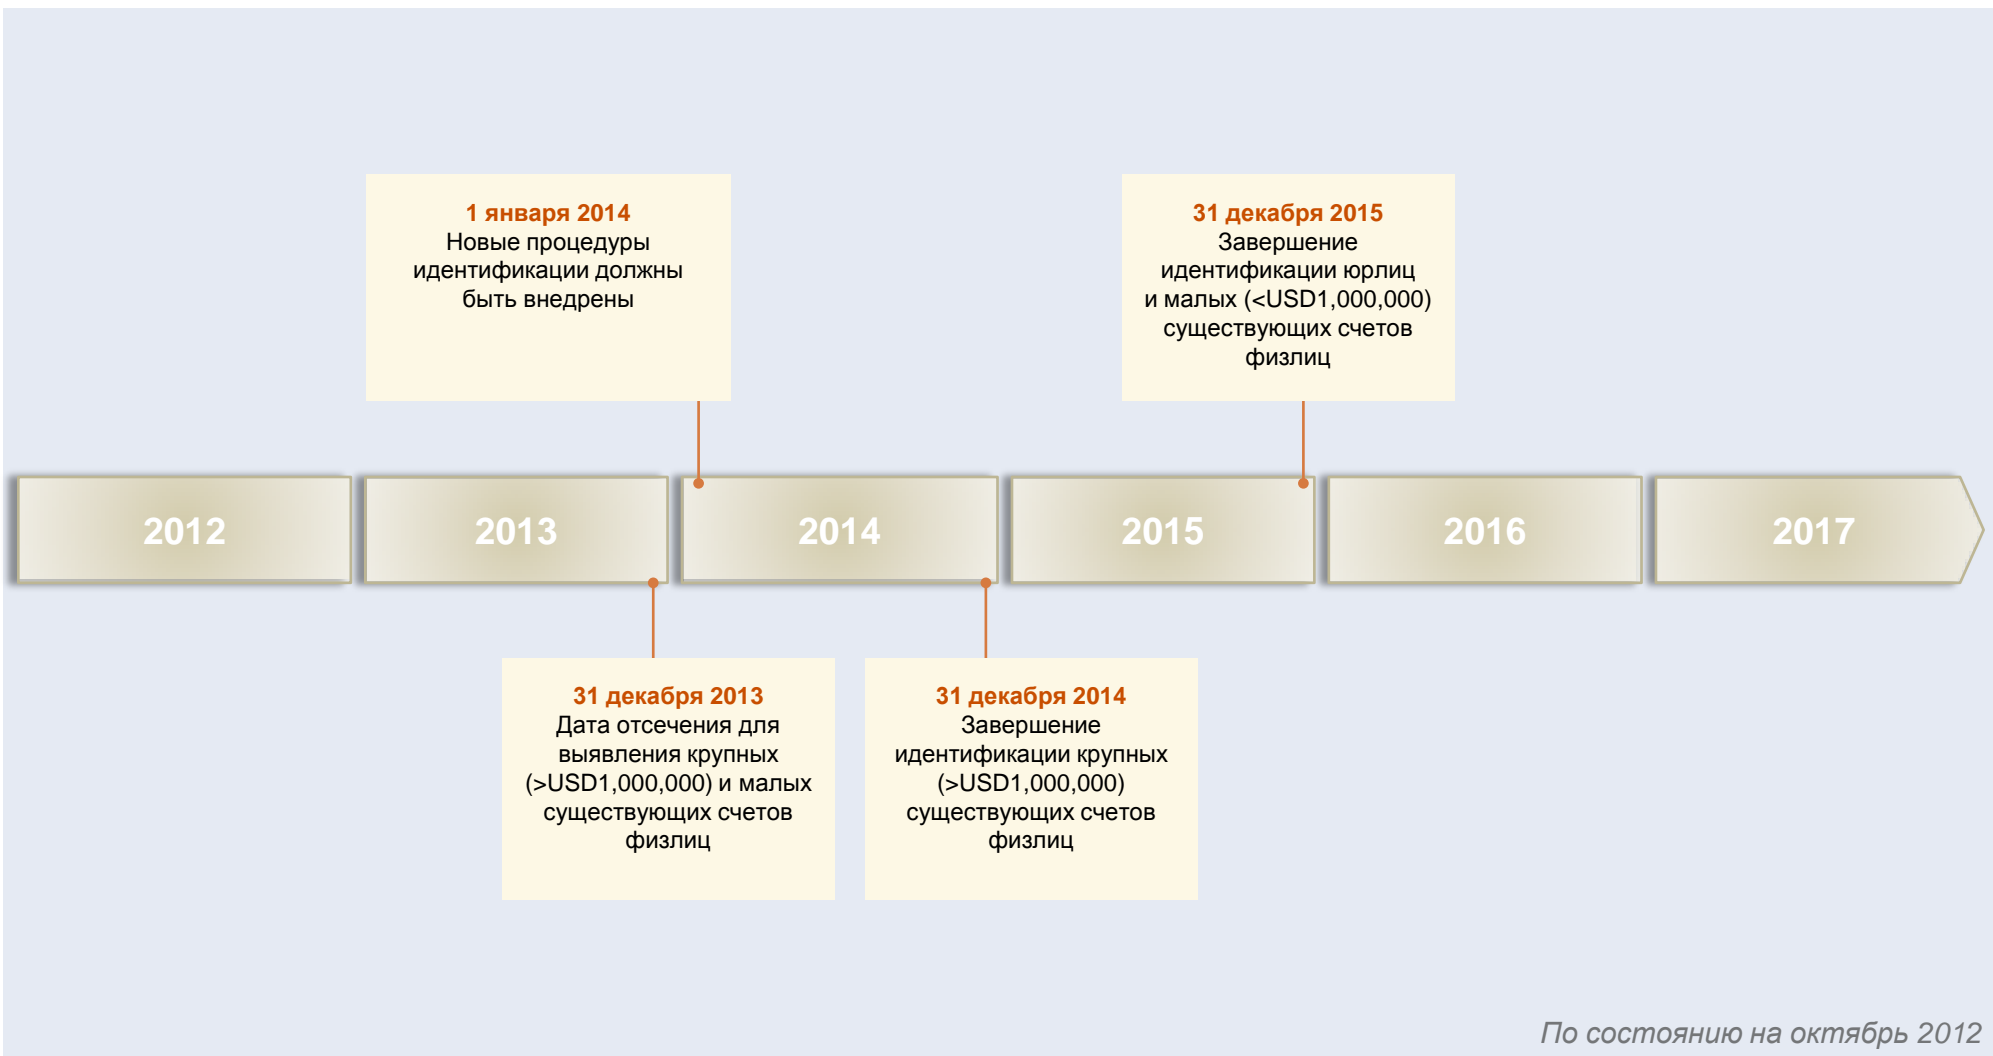 1 января 2014
Новые процедуры
идентификации должны
быть внедрены
31 декабря 2015
Завершение
идентификации юрлиц
и малых (<USD1,000,000)
существующих счетов
физлиц
2012
2013
2014
2015
2016
2017
31 декабря 2013
Дата отсечения для
выявления крупных
(>USD1,000,000) и малых
существующих счетов
физлиц
31 декабря 2014
Завершение
идентификации крупных
(>USD1,000,000)
существующих счетов
физлиц
По состоянию на октябрь 2012